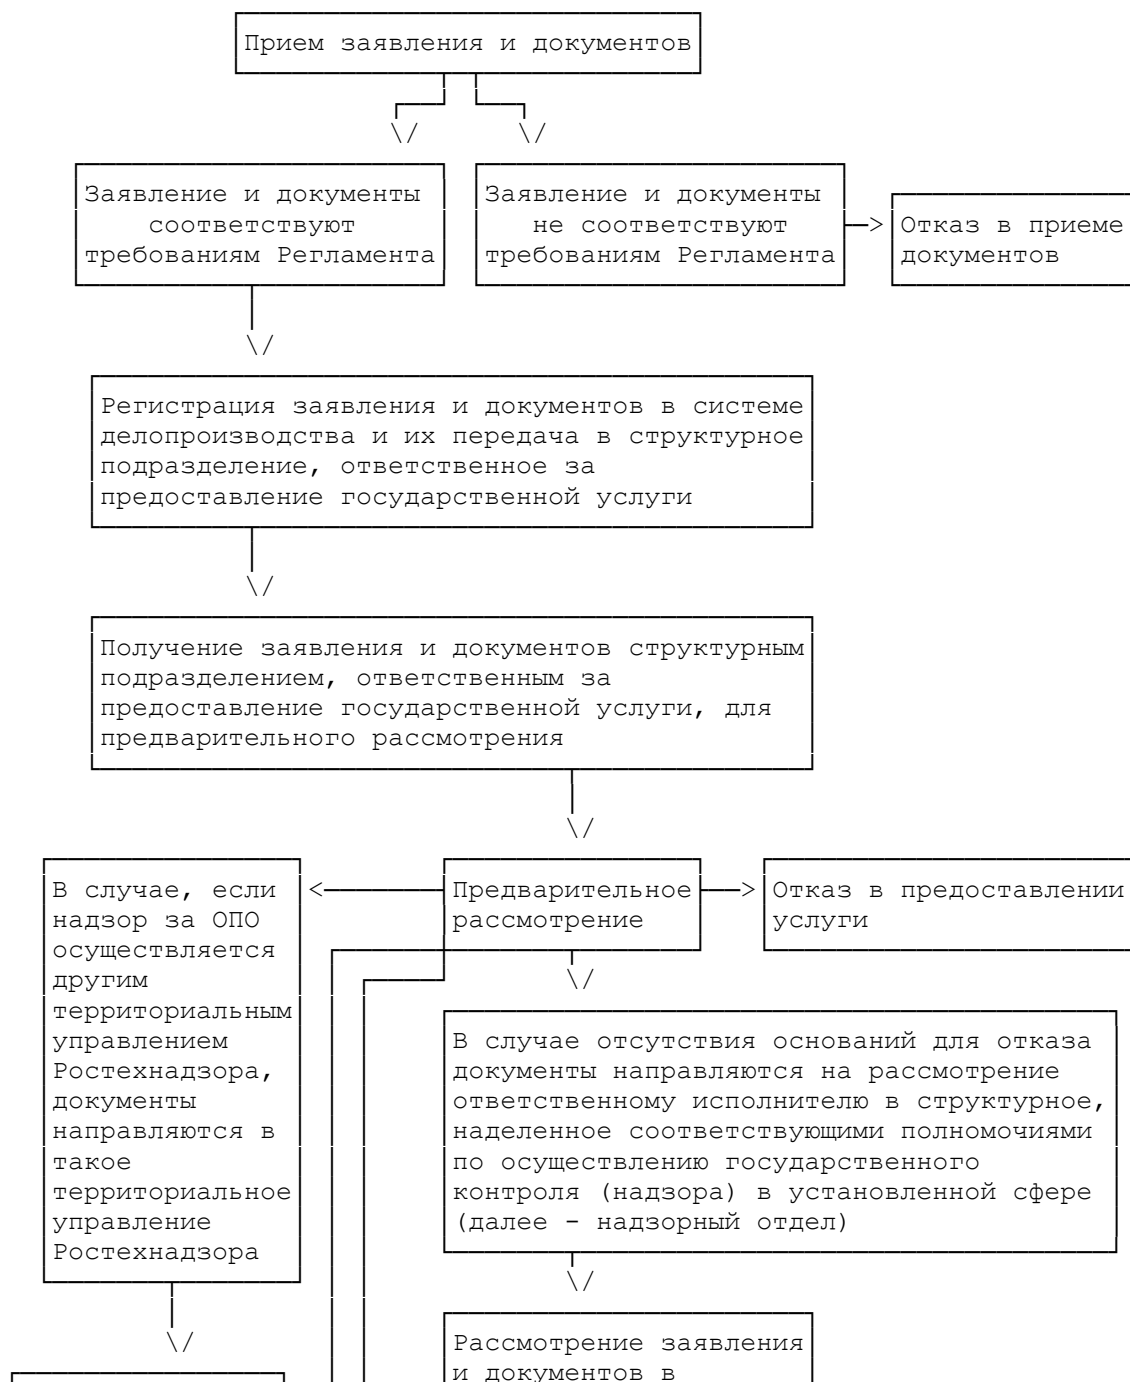 Прием заявления и документов
Заявление и документы
соответствуют
требованиям Регламента
Заявление и документы
не соответствуют
требованиям Регламента
Отказ в приеме
документов
Регистрация заявления и документов в системе
делопроизводства и их передача в структурное
подразделение, ответственное за
предоставление государственной услуги
Получение заявления и документов структурным
подразделением, ответственным за
предоставление государственной услуги, для
предварительного рассмотрения
В случае, если
надзор за ОПО
осуществляется
другим
территориальным
управлением
Ростехнадзора,
документы
направляются в
такое
территориальное
управление
Ростехнадзора
Предварительное
рассмотрение
Отказ в предоставлении
услуги
В случае отсутствия оснований для отказа
документы направляются на рассмотрение
ответственному исполнителю в структурное,
наделенное соответствующими полномочиями
по осуществлению государственного
контроля (надзора) в установленной сфере
(далее - надзорный отдел)
Рассмотрение заявления
и документов в